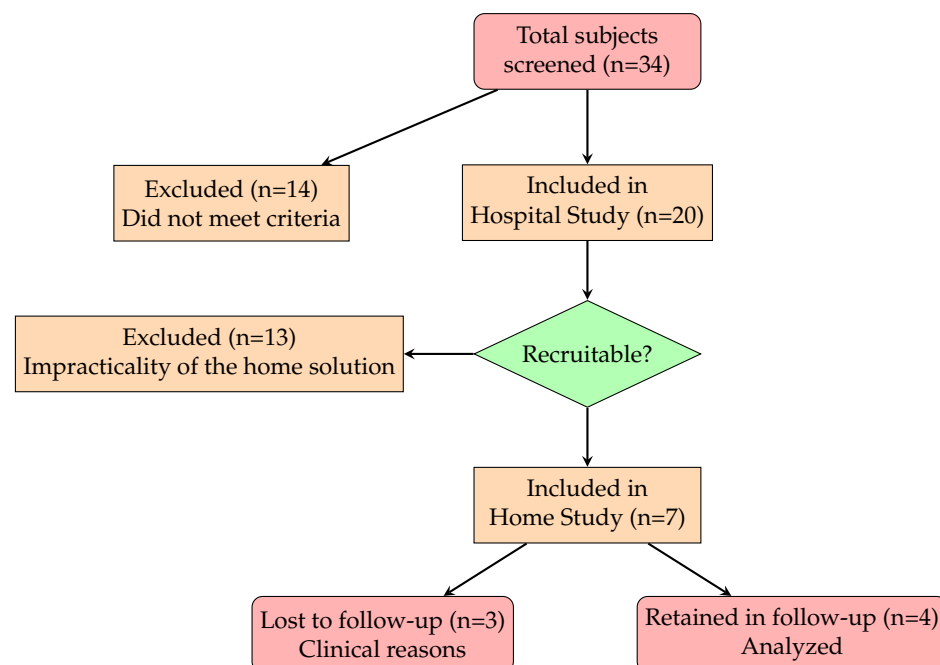 Total subjects
screened (n=34)
Excluded (n=14)
Did not meet criteria
Included in
Hospital Study (n=20)
Excluded (n=13)
Impracticality of the home solution
Recruitable?
Included in
Home Study (n=7)
Lost to follow-up (n=3)
Clinical reasons
Retained in follow-up (n=4)
Analyzed